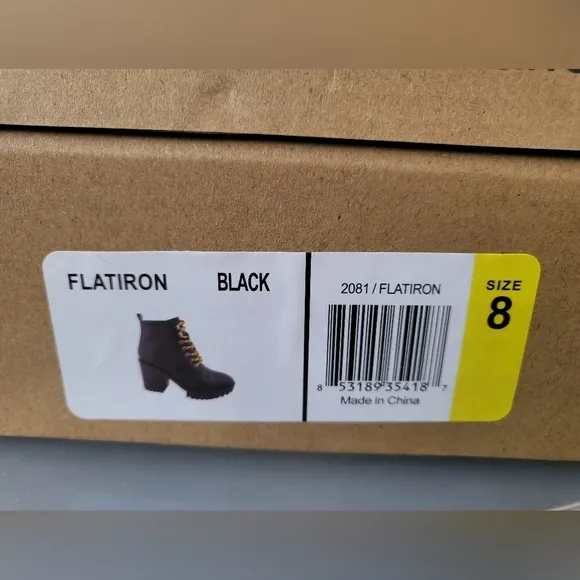 FLATIRON BLACK
2081 / FLATIRON
8 53189 35418 7
Made in China
SIZE
8